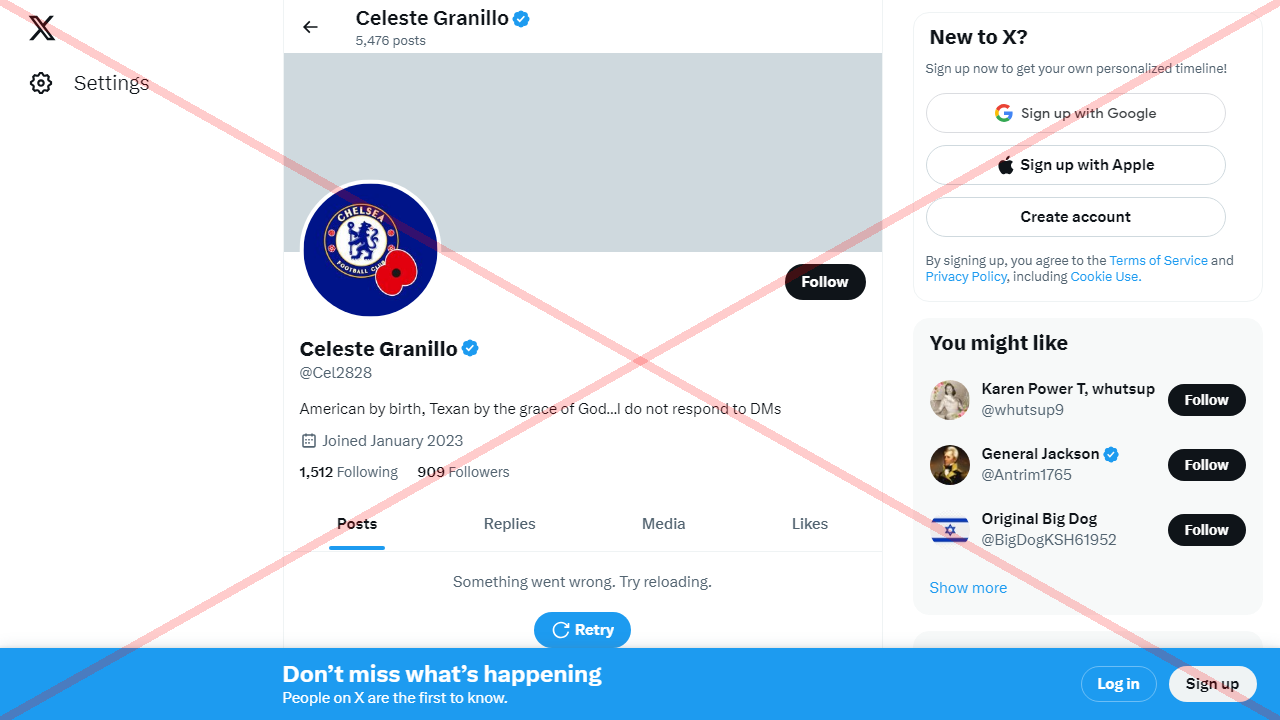 Settings
Celeste Granillo
5,476 posts
CHELSEA
FOOTBALL CLUB
Follow
Celeste Granillo
@Cel2828
American by birth, Texan by the grace of God...I do not respond to DMs
Joined January 2023
1,512 Following 909 Followers
Posts Replies Media Likes
Something went wrong. Try reloading.
Retry
New to X?
Sign up now to get your own personalized timeline!
Sign up with Google
Sign up with Apple
Create account
By signing up, you agree to the Terms of Service and
Privacy Policy, including Cookie Use.
You might like
Karen Power T, whutsup
@whutsup9
Follow
General Jackson
@Antrim1765
Follow
Original Big Dog
@BigDogKSH61952
Follow
Show more
Don’t miss what’s happening
People on X are the first to know.
Log in
Sign up